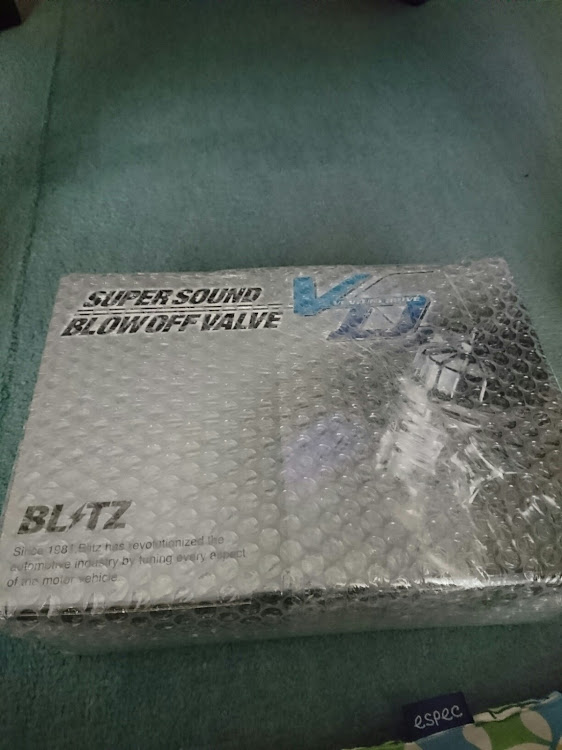 SUPER SOUND
BLOW OFF VALVE
VD
BLITZ
Since 1981 Blitz has revolutionized the
automotive industry by tuning every aspect
of the motor vehicle.
espec